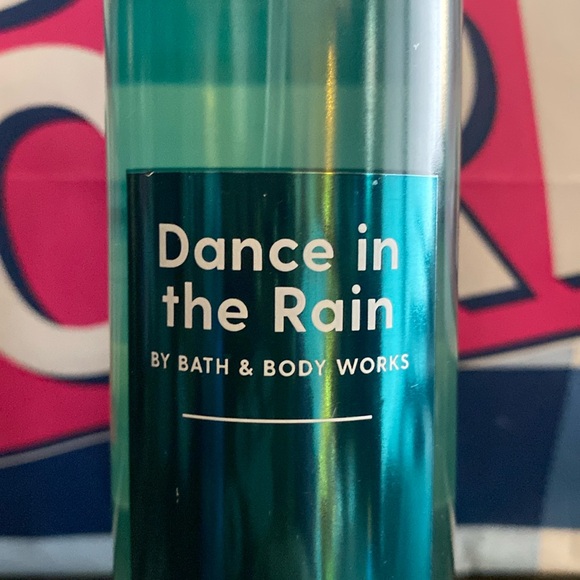 Dance in
the Rain
BY BATH & BODY WORKS